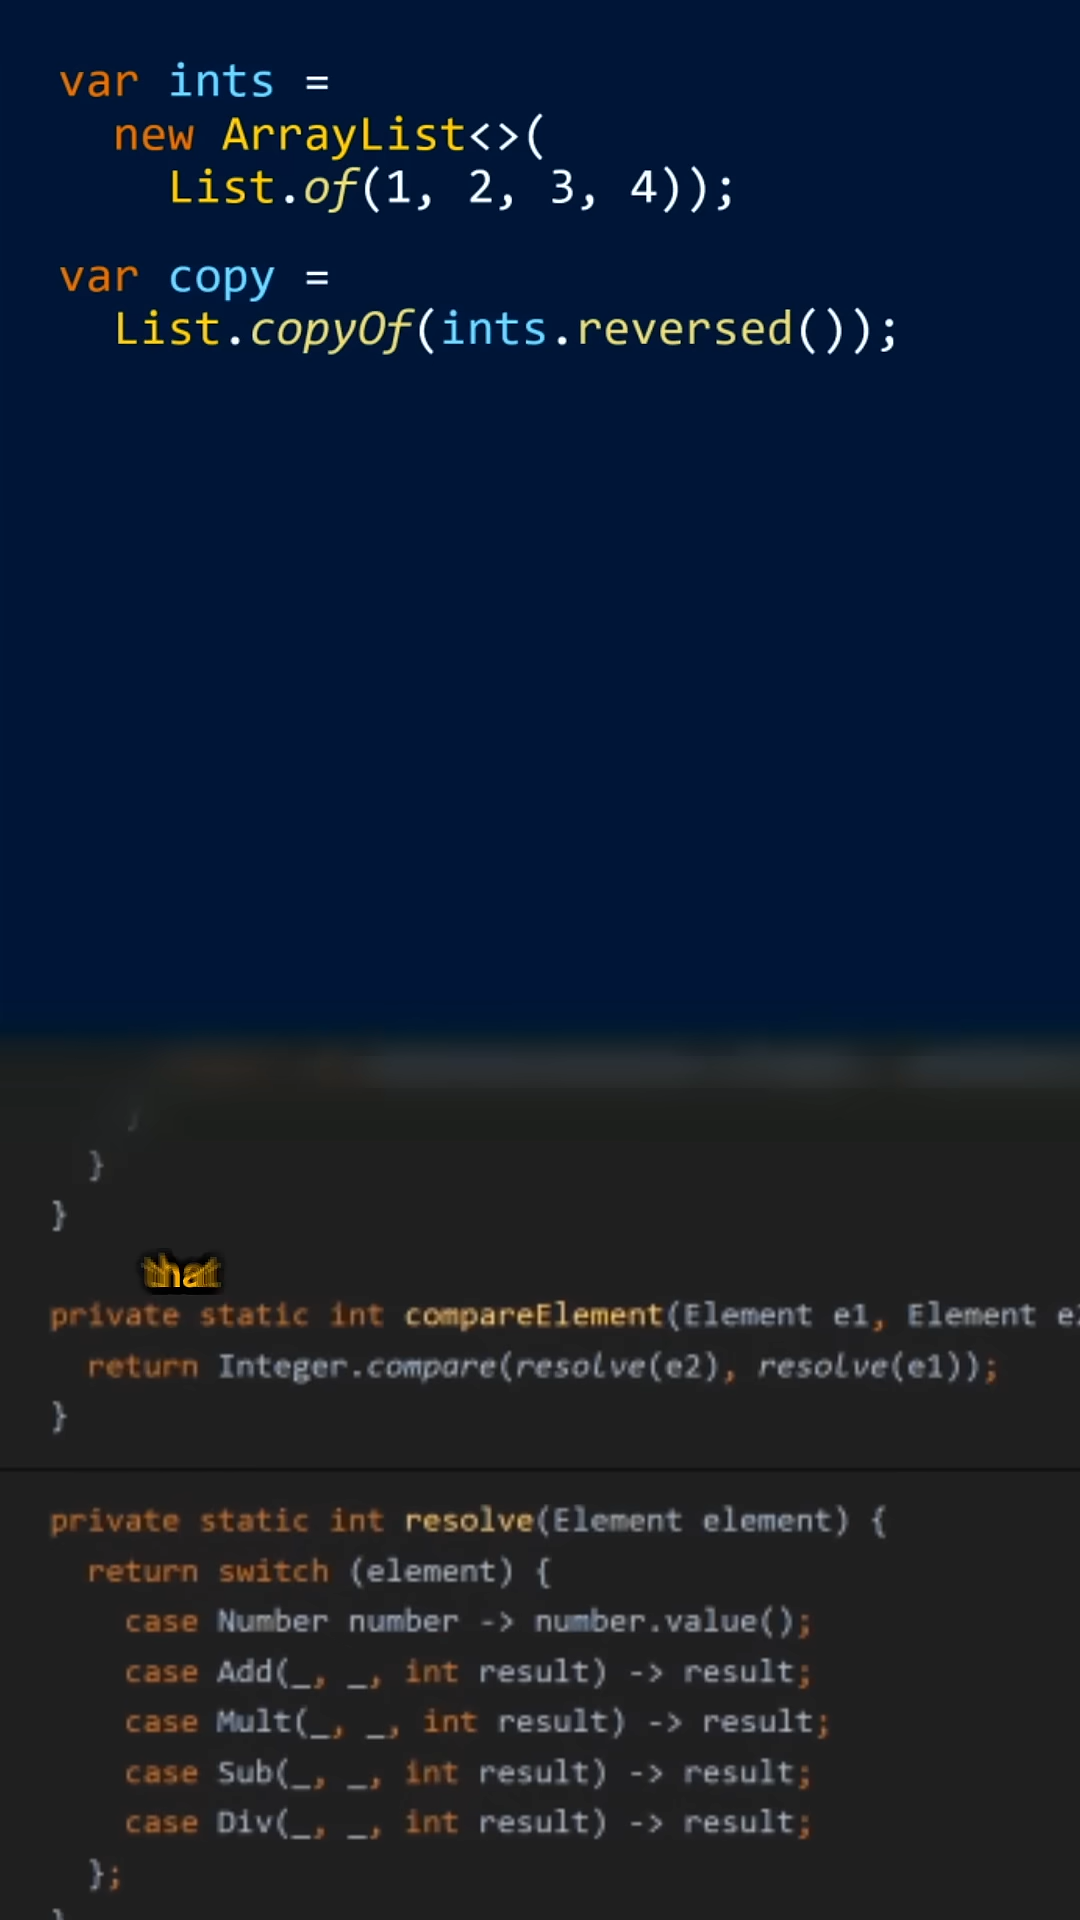 var ints =
new ArrayList<>(
List.of(1, 2, 3, 4));
var copy =
List.copyOf(ints.reversed());
}
}
that
private static int compareElement(Element e1, Element
return Integer.compare(resolve(e2), resolve(e1));
}
private static int resolve(Element element) {
return switch (element) {
case Number number -> number.value();
case Add(_, _, int result) -> result;
case Mult(_, _, int result) -> result;
case Sub(_, _, int result) -> result;
case Div(_, _, int result) -> result;
};